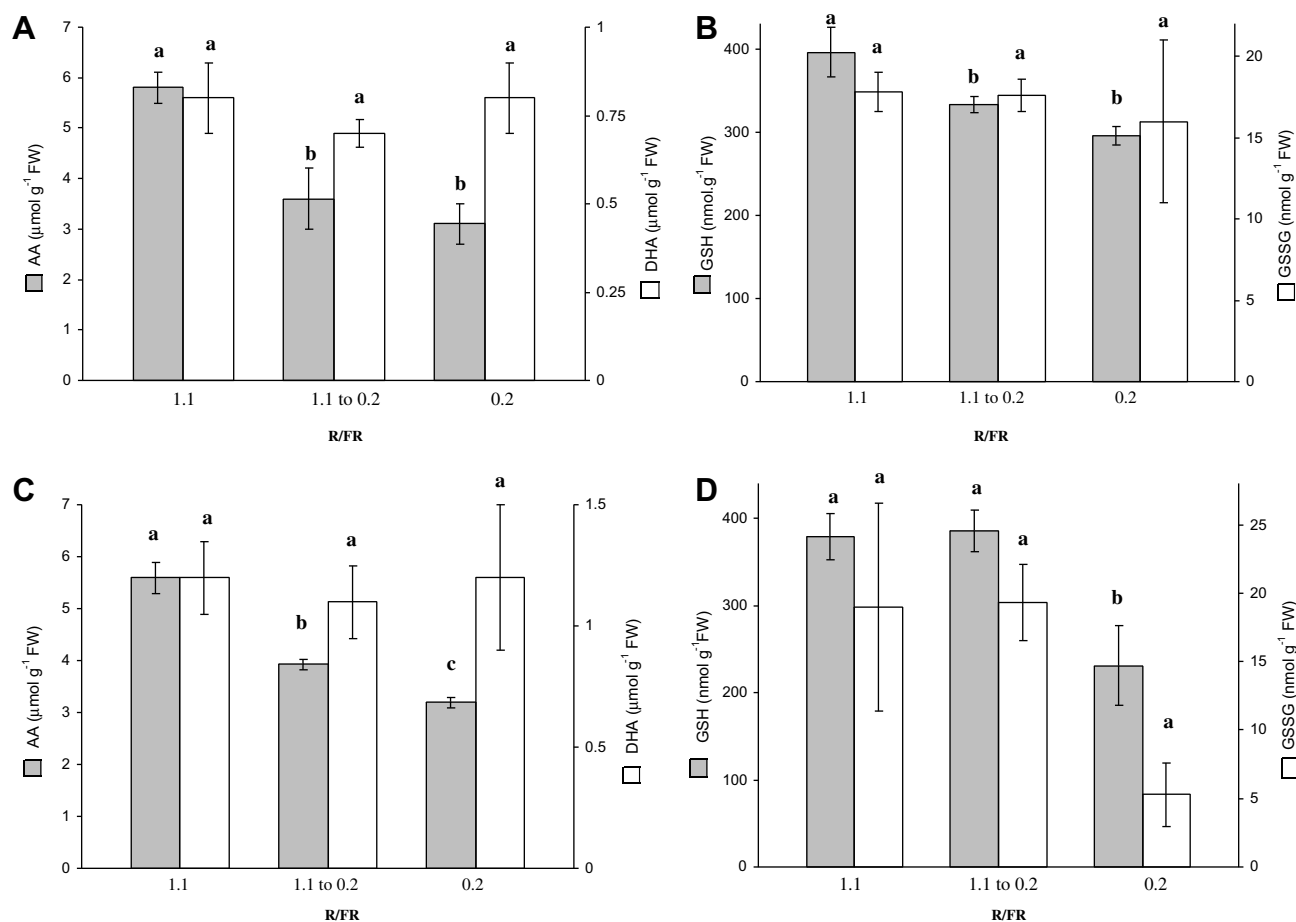 A
B
7
6
5
4
3
2
1
0
AA (µmol g-1 FW)
a
a
b
a
b
a
1
0.75
0.5
0.25
0
DHA (µmol g-1 FW)
1.1
1.1 to 0.2
0.2
R/FR
400
300
200
100
0
GSH (nmol.g-1 FW)
a
a
b
a
b
a
20
15
10
5
0
GSSG (nmol g-1 FW)
1.1
1.1 to 0.2
0.2
R/FR
C
D
7
6
5
4
3
2
1
0
AA (µmol g-1 FW)
a
a
b
a
c
a
1.5
1
0.5
0
DHA (µmol g-1 FW)
1.1
1.1 to 0.2
0.2
R/FR
400
300
200
100
0
GSH (nmol g-1FW)
a
a
a
a
b
a
25
20
15
10
5
0
GSSG (nmol g-1 FW)
1.1
1.1 to 0.2
0.2
R/FR